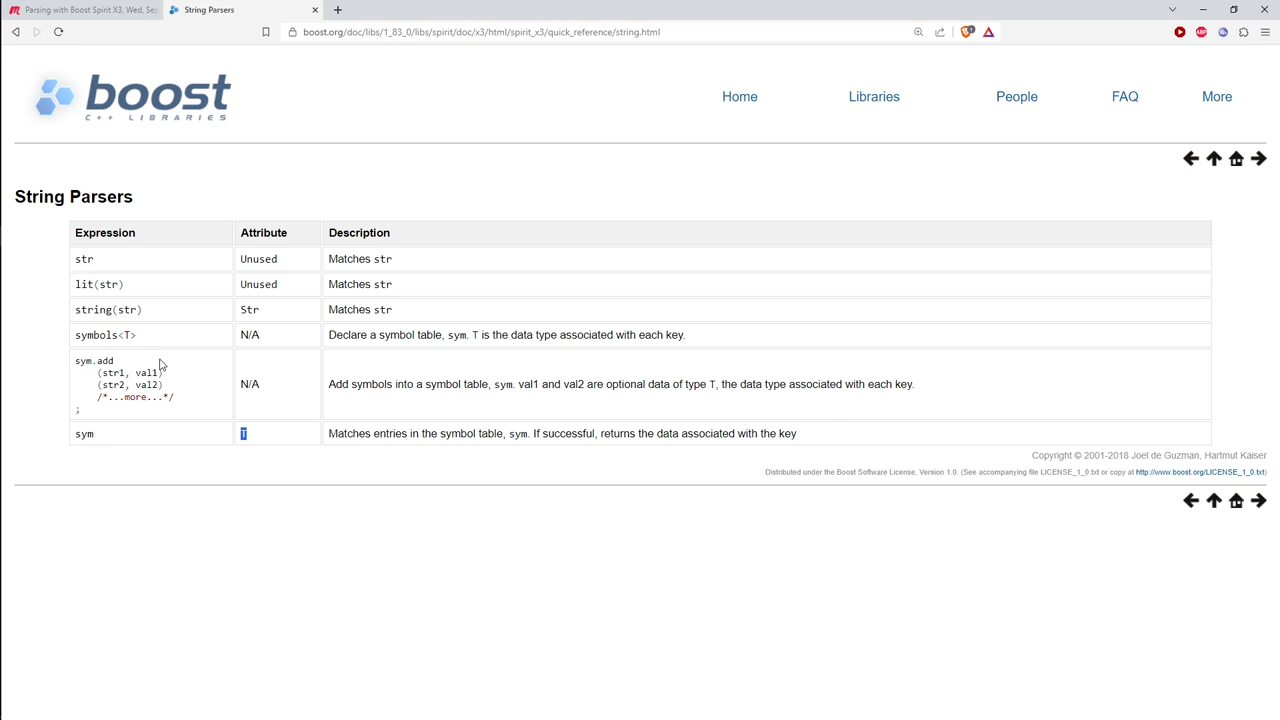 Parsing with Boost Spirit X3, Wed, Sep
String Parsers
boost.org/doc/libs/1_83_0/libs/spirit/doc/x3/html/spirit_x3/quick_reference/string.html
1
ABP
boost
C++ LIBRARIES
Home
Libraries
People
FAQ
More
String Parsers
Expression Attribute Description
str Unused Matches str
lit(str) Unused Matches str
string(str) Str Matches str
symbols<T> N/A Declare a symbol table, sym. T is the data type associated with each key.
sym.add
(str1, val1)
(str2, val2)
/*...more...*/
;
N/A
Add symbols into a symbol table, sym. val1 and val2 are optional data of type T, the data type associated with each key.
sym T Matches entries in the symbol table, sym. If successful, returns the data associated with the key
Copyright © 2001-2018 Joel de Guzman, Hartmut Kaiser
Distributed under the Boost Software License, Version 1.0. (See accompanying file LICENSE_1_0.txt or copy at http://www.boost.org/LICENSE_1_0.txt)